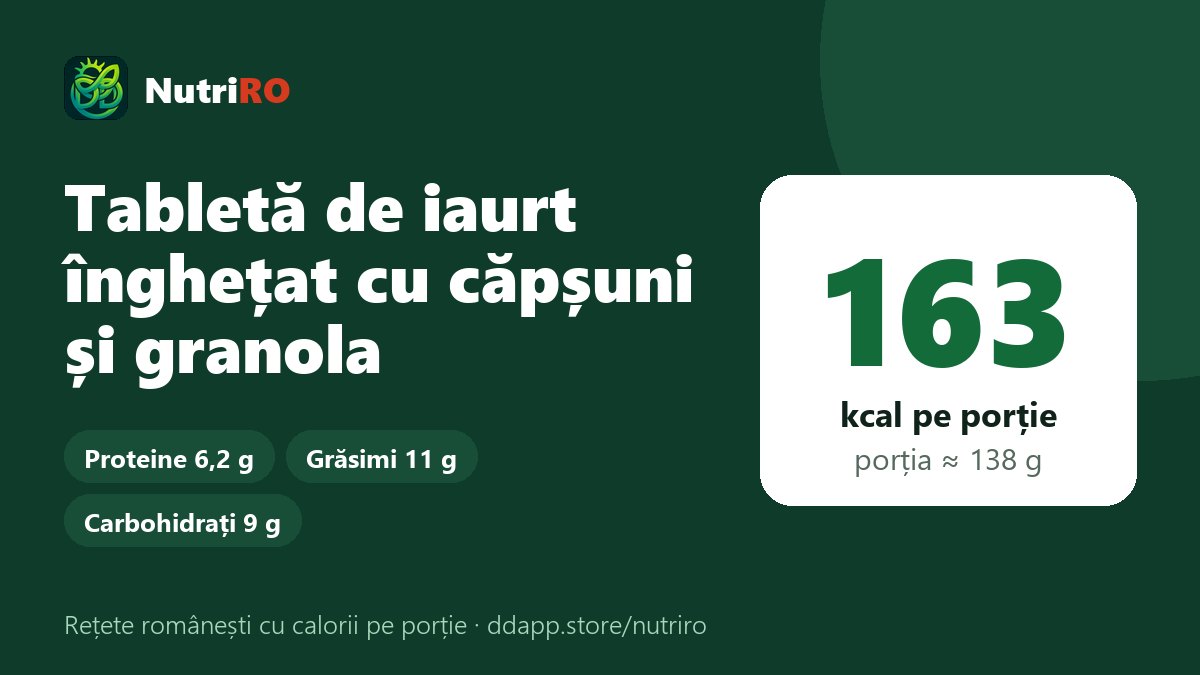 NutriRO
Tabletă de iaurt
înghețat cu căpșuni
și granola
Proteine 6,2 g
Grăsimi 11 g
Carbohidrați 9 g
163
kcal pe porție
porția ≈ 138 g
Rețete românești cu calorii pe porție · ddapp.store/nutriro